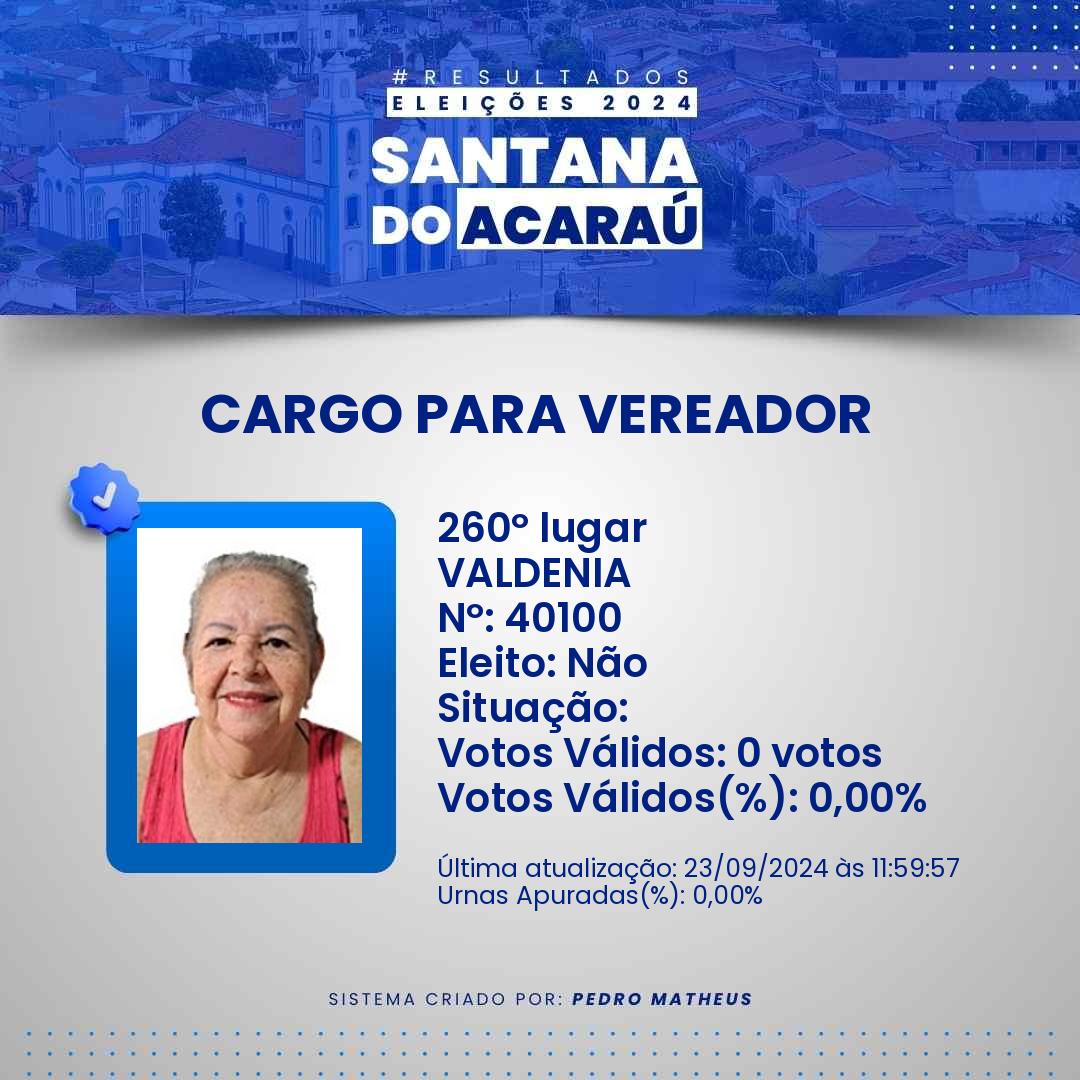 #RESULTADOS
ELEIÇÕES 2024
SANTANA
DO ACARAÚ
CARGO PARA VEREADOR
260º lugar
VALDENIA
Nº: 40100
Eleito: Não
Situação:
Votos Válidos: 0 votos
Votos Válidos(%): 0,00%
Última atualização: 23/09/2024 às 11:59:57
Urnas Apuradas(%): 0,00%
SISTEMA CRIADO POR: PEDRO MATHEUS